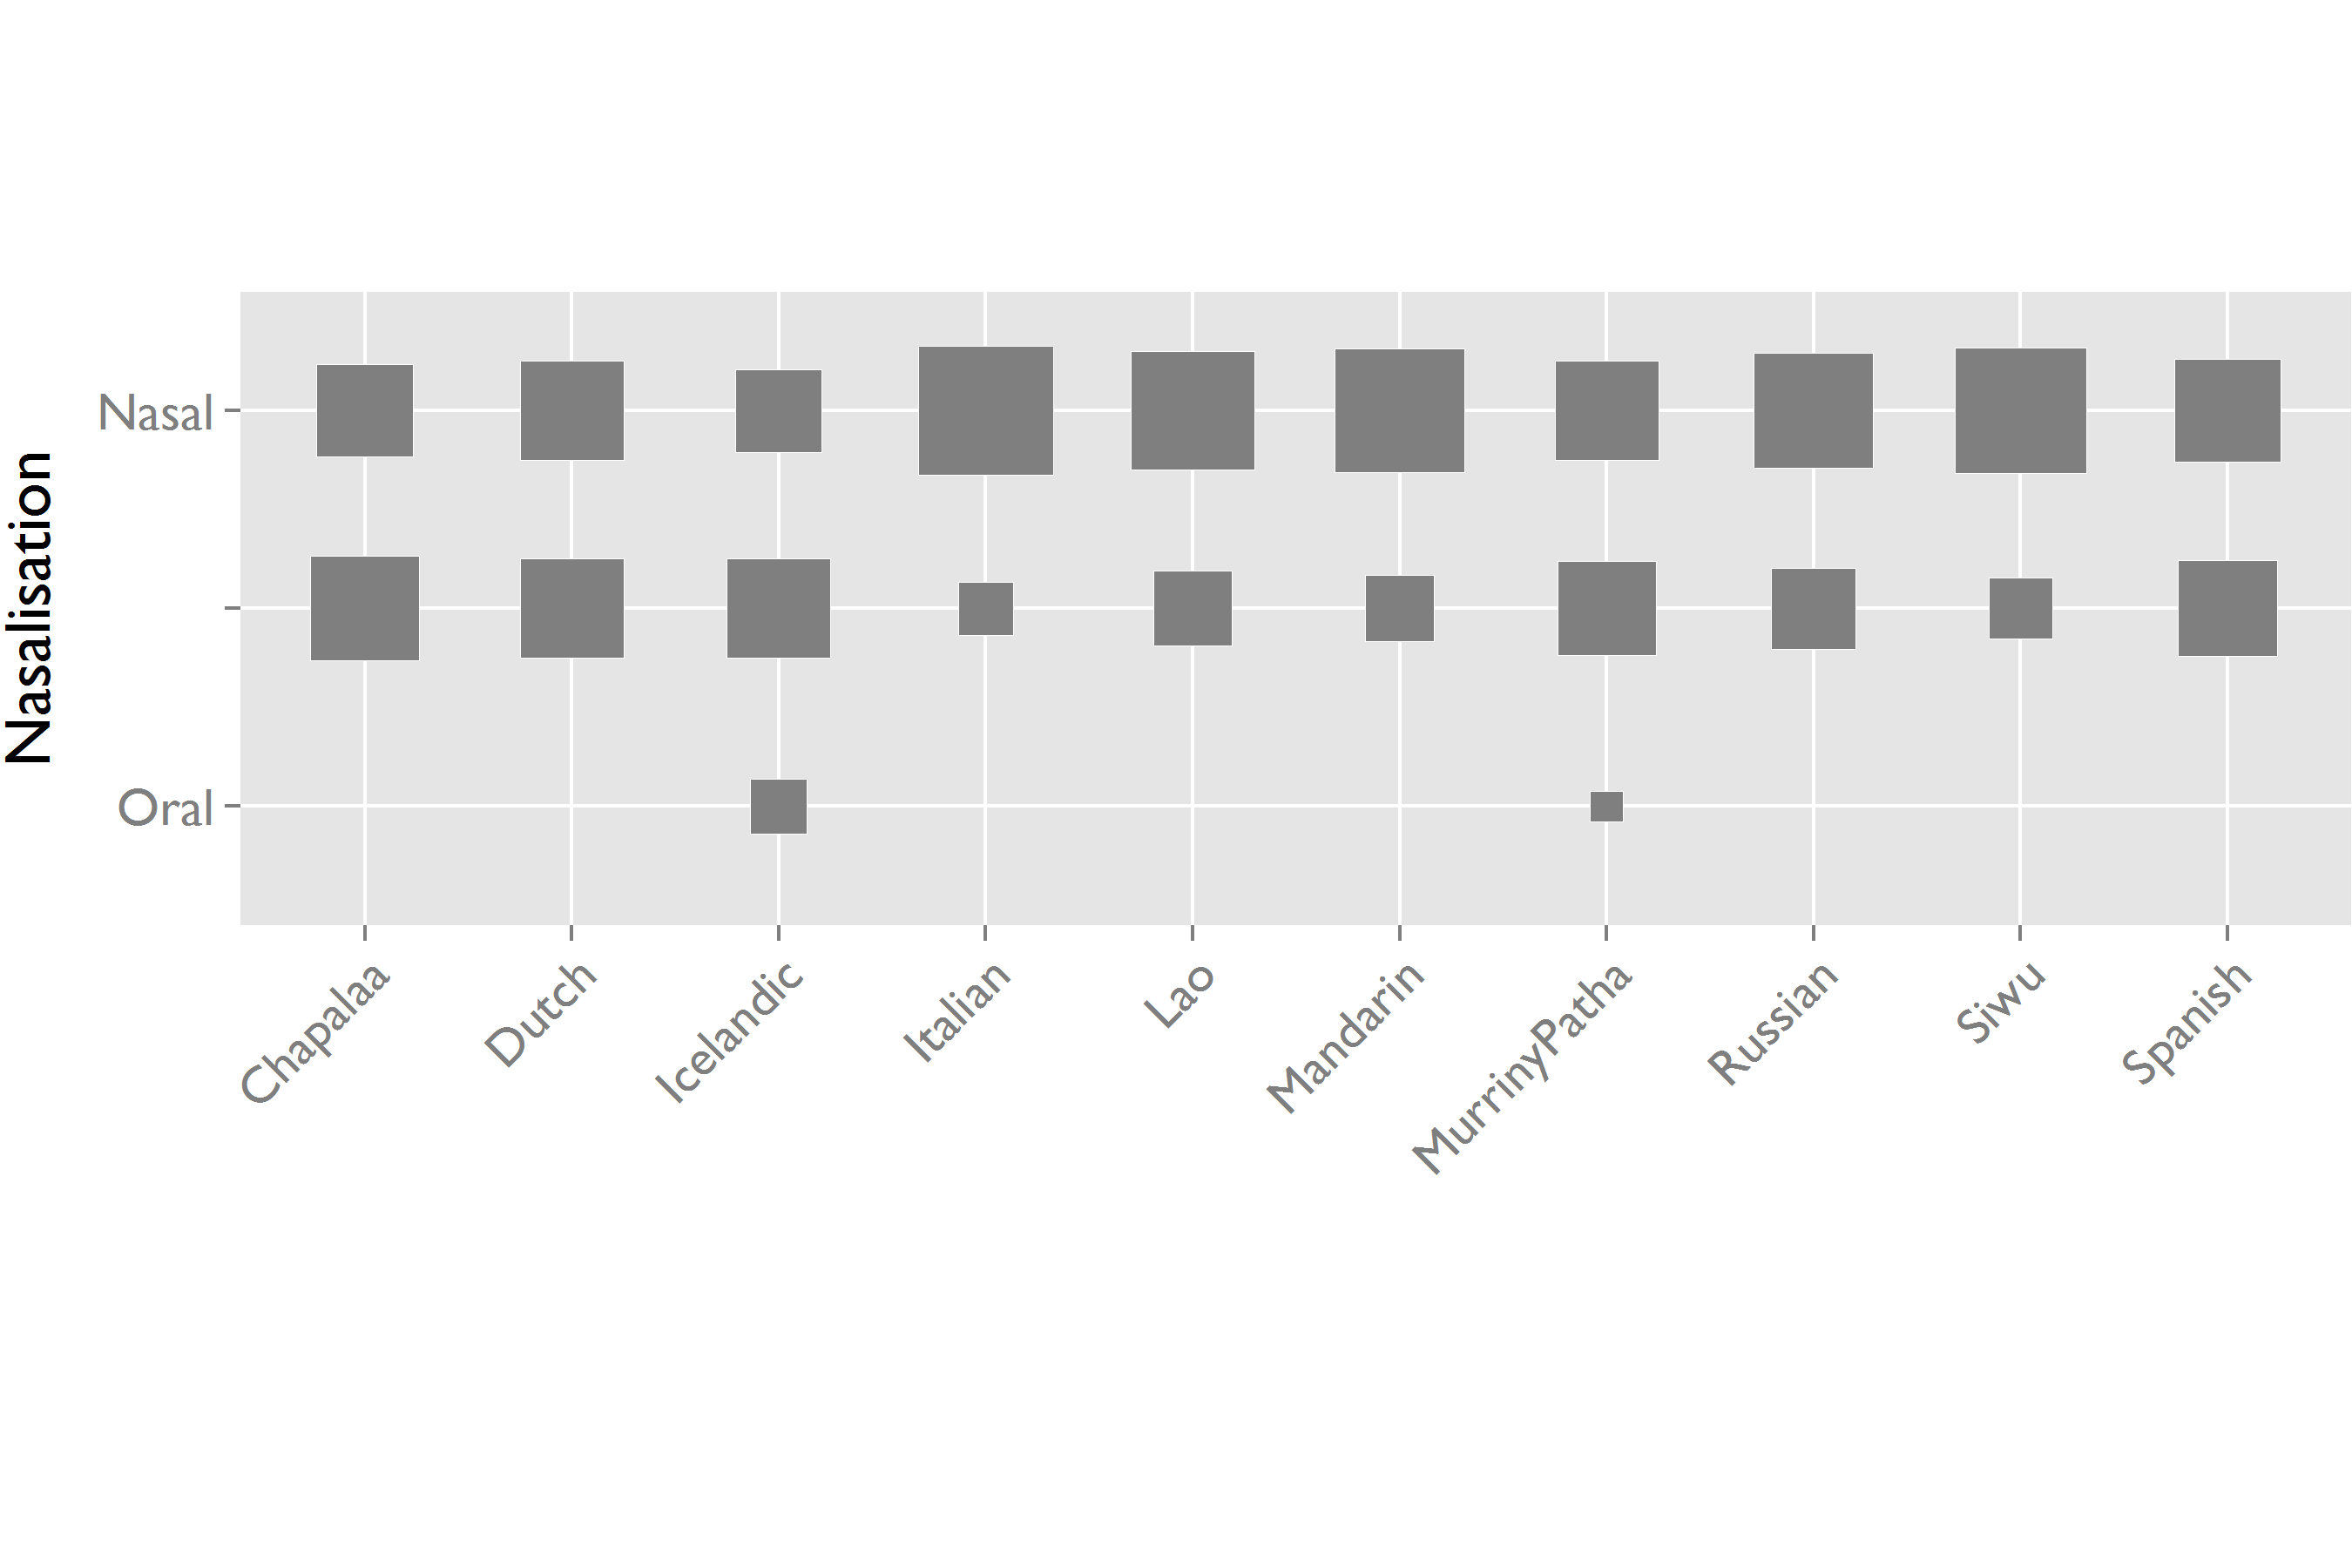 Nasalisation
Nasal
Oral
Chapalaa
Dutch
Icelandic
Italian
Lao
Mandarin
MurrinyPatha
Russian
Siwu
Spanish